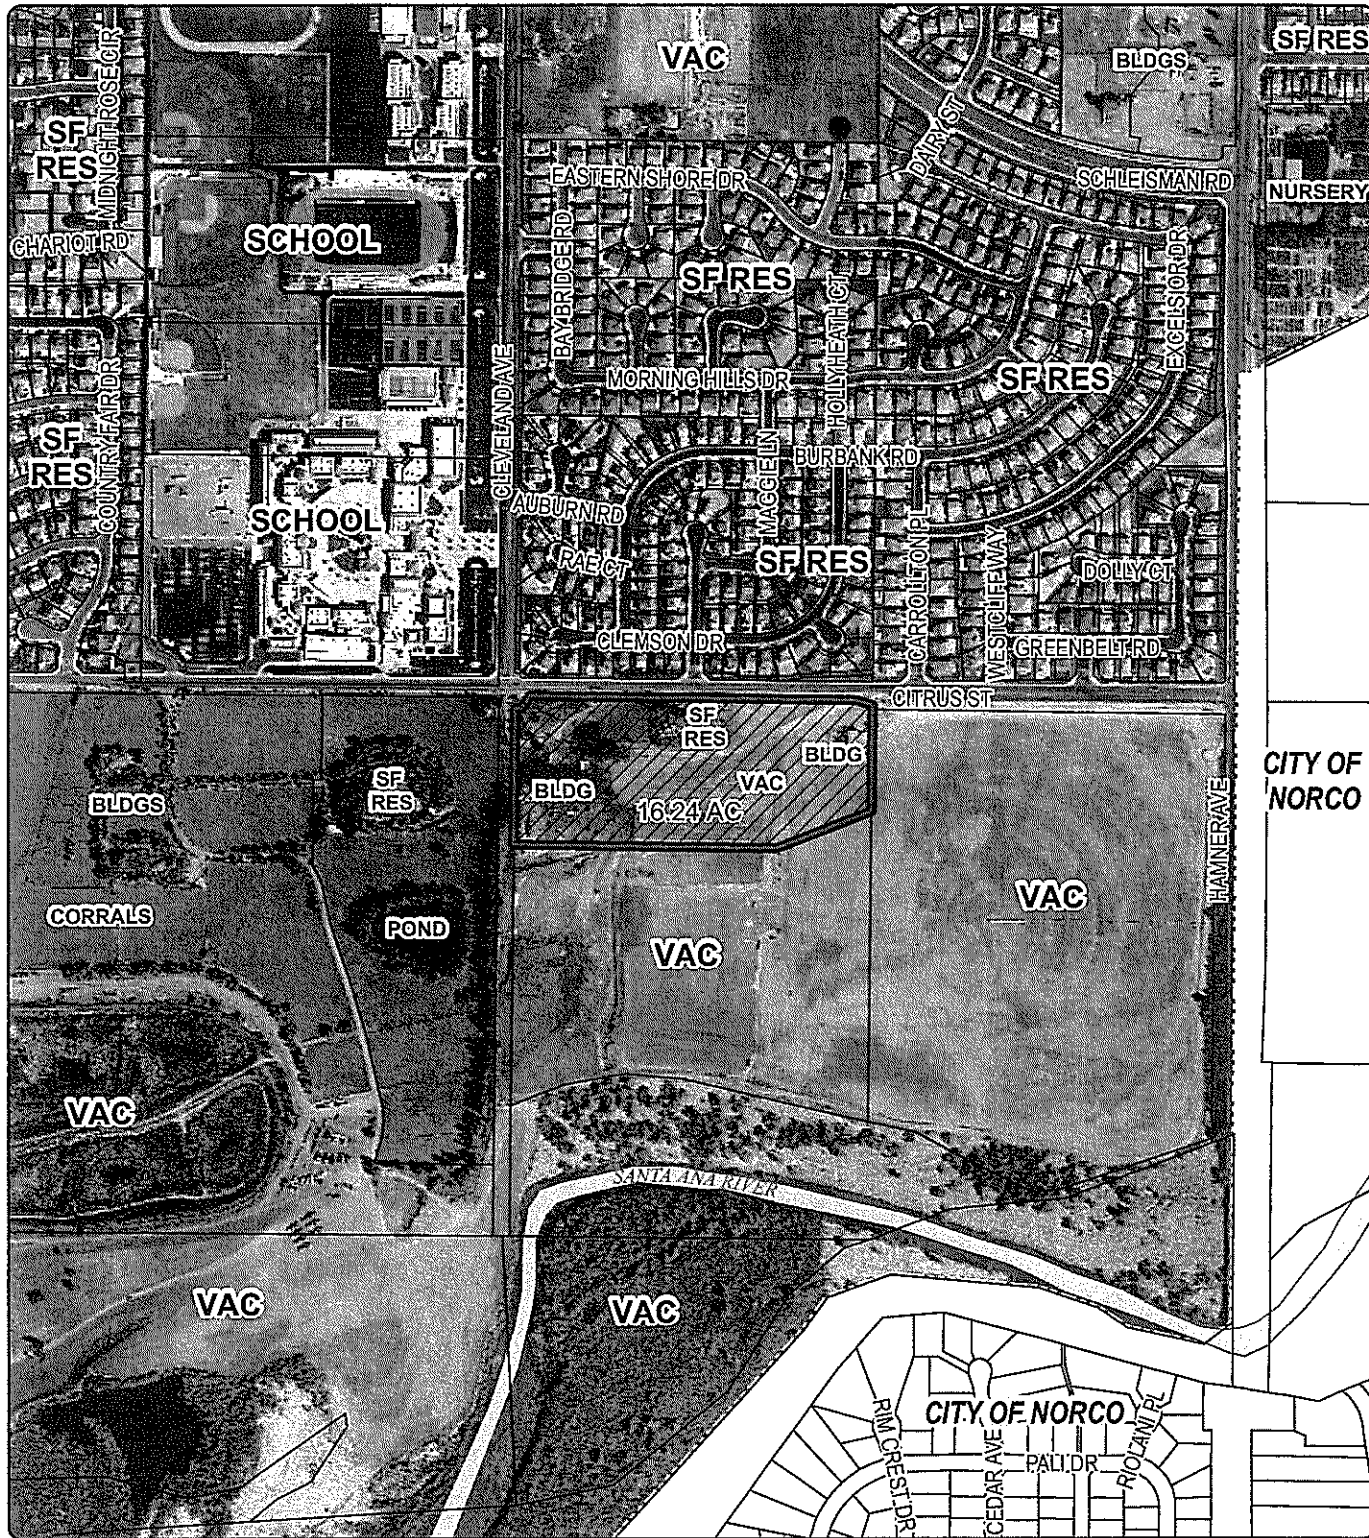 SF RES
VAC
BLDGS
MIDNIGHT ROSE CIR
SF
RES
DAIRY ST
EASTERN SHORE DR
SCHLEISMAN RD
NURSERY
CHARIOT RD
SCHOOL
BAY BRIDGE RD
SF RES
HOLLYHEATH CT
EXCELSIOR DR
CLEVELAND AVE
MORNING HILLS DR
SF RES
COUNTRY FAIR DR
SF
RES
MAGGIE LN
BURBANK RD
SCHOOL
AUBURN RD
RAE CT
SF RES
CARROLLTON PL
WESTCLIFF WAY
DOLLY CT
CLEMSON DR
GREENBELT RD
CITRUS ST
SF
RES
BLDG
VAC
BLDG
16.24 AC
BLDGS
SF
RES
HAMNER AVE
CITY OF
NORCO
CORRALS
POND
VAC
VAC
VAC
SANTA ANA RIVER
VAC
VAC
RIM CREST DR
CITY OF NORCO
CEDAR AVE
PALI DR
RIOLANI PL